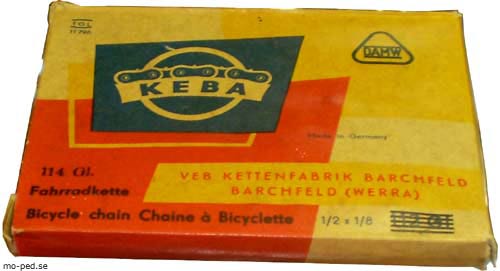 TGL
11796
KEBA
DAMW
Made in Germany
114 Gl.
VEB KETTENFABRIK BARCHFELD
BARCHFELD (WERRA)
Fahrradkette
Bicycle chain Chaine à Bicyclette 1/2 x 1/8
mo-ped.se